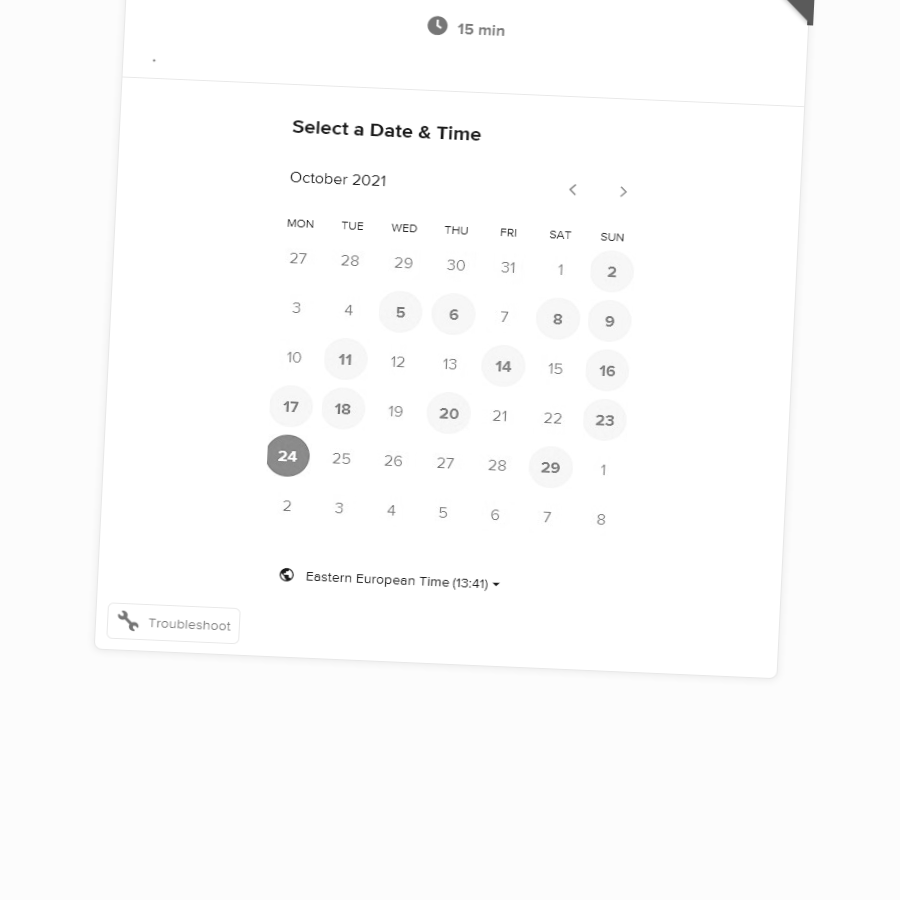 15 min
.
Select a Date & Time
October 2021
MON TUE WED THU FRI SAT SUN
27 28 29 30 31 1 2
3 4 5 6 7 8 9
10 11 12 13 14 15 16
17 18 19 20 21 22 23
24 25 26 27 28 29 1
2 3 4 5 6 7 8
Eastern European Time (13:41)
Troubleshoot